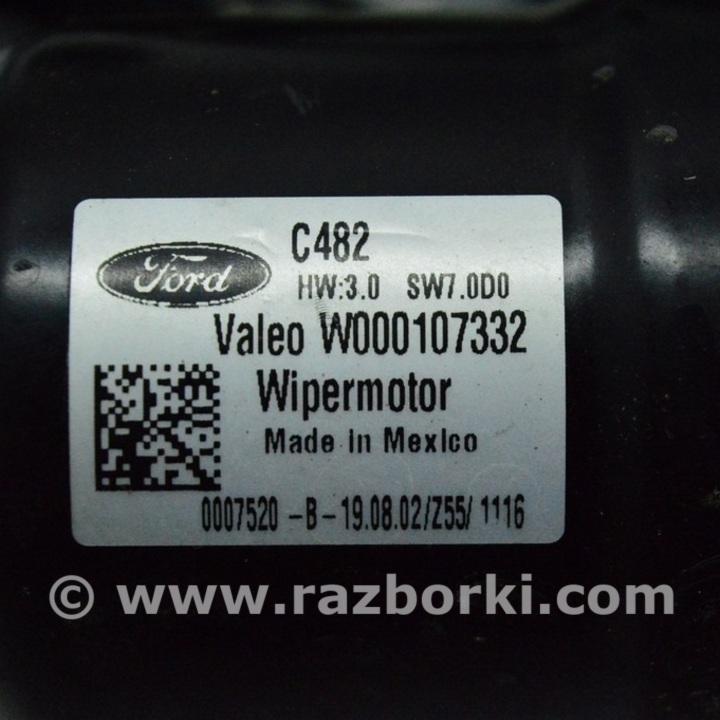 C482
Ford
HW:3.0 SW7.0D0
Valeo W000107332
Wipermotor
Made in Mexico
0007520 -B- 19.08.02/Z55/ 1116
© www.razborki.com